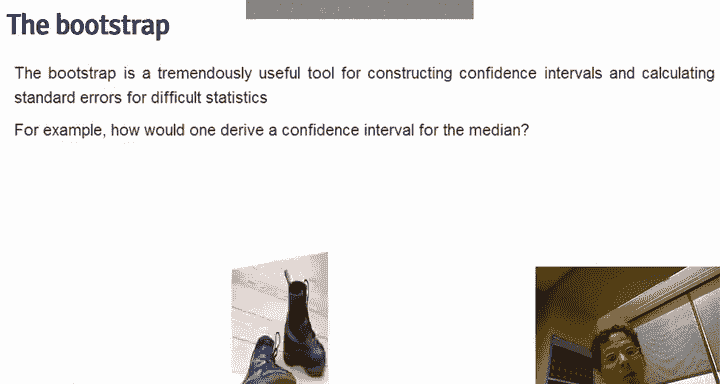 The bootstrap
The bootstrap is a tremendously useful tool for constructing confidence intervals and calculating
standard errors for difficult statistics
For example, how would one derive a confidence interval for the median?